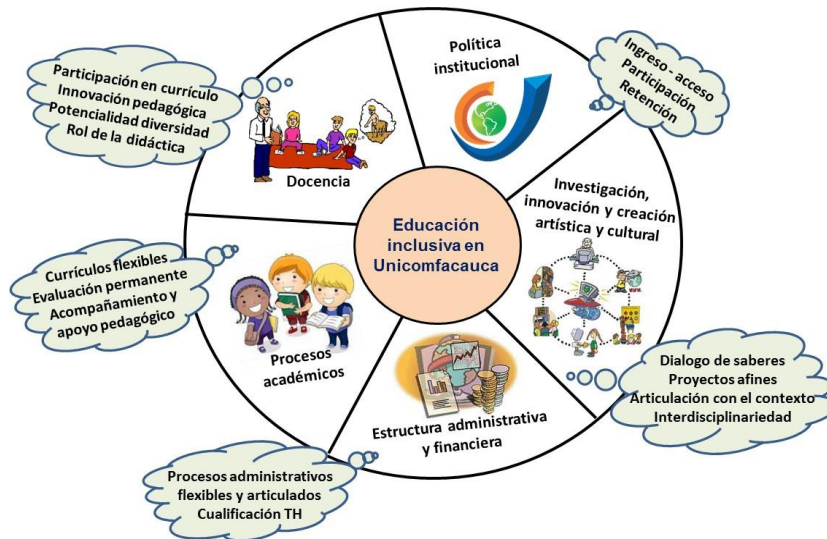 Educación
inclusiva en
Unicomfacauca
Política
institucional
Ingreso - acceso
Participación
Retención
Investigación,
innovación y creación
artística y cultural
Dialogo de saberes
Proyectos afines
Articulación con el contexto
Interdisciplinariedad
Estructura administrativa
y financiera
Procesos administrativos
flexibles y articulados
Cualificación TH
Procesos
académicos
Currículos flexibles
Evaluación permanente
Acompañamiento y
apoyo pedagógico
Docencia
Participación en currículo
Innovación pedagógica
Potencialidad diversidad
Rol de la didáctica